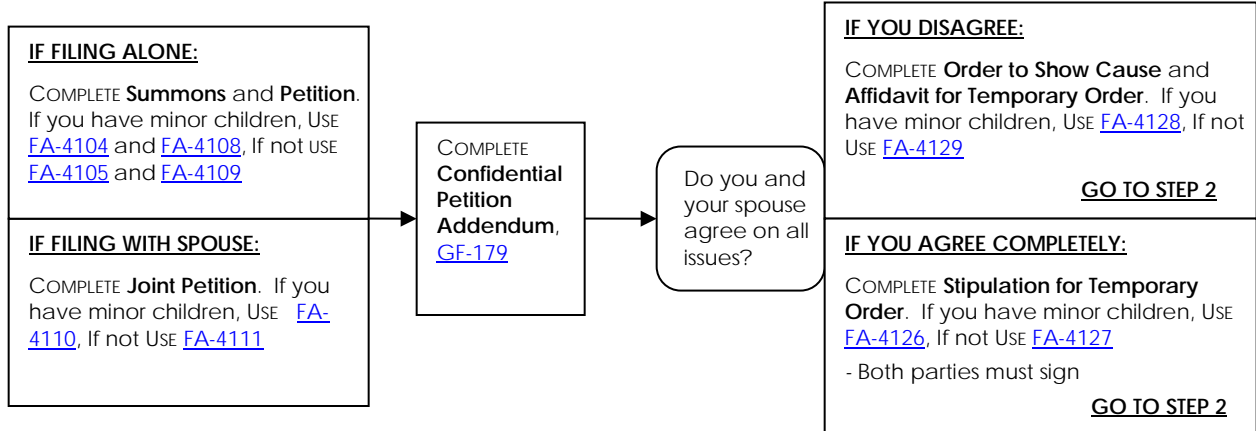 IF FILING ALONE:
COMPLETE Summons and Petition.
If you have minor children, USE
FA-4104 and FA-4108, If not USE
FA-4105 and FA-4109
IF FILING WITH SPOUSE:
COMPLETE Joint Petition. If you
have minor children, USE FA-
4110, If not USE FA-4111
COMPLETE
Confidential
Petition
Addendum,
GF-179
Do you and
your spouse
agree on all
issues?
IF YOU DISAGREE:
COMPLETE Order to Show Cause and
Affidavit for Temporary Order. If you
have minor children, USE FA-4128, If not
USE FA-4129
GO TO STEP 2
IF YOU AGREE COMPLETELY:
COMPLETE Stipulation for Temporary
Order. If you have minor children, USE
FA-4126, If not USE FA-4127
- Both parties must sign
GO TO STEP 2